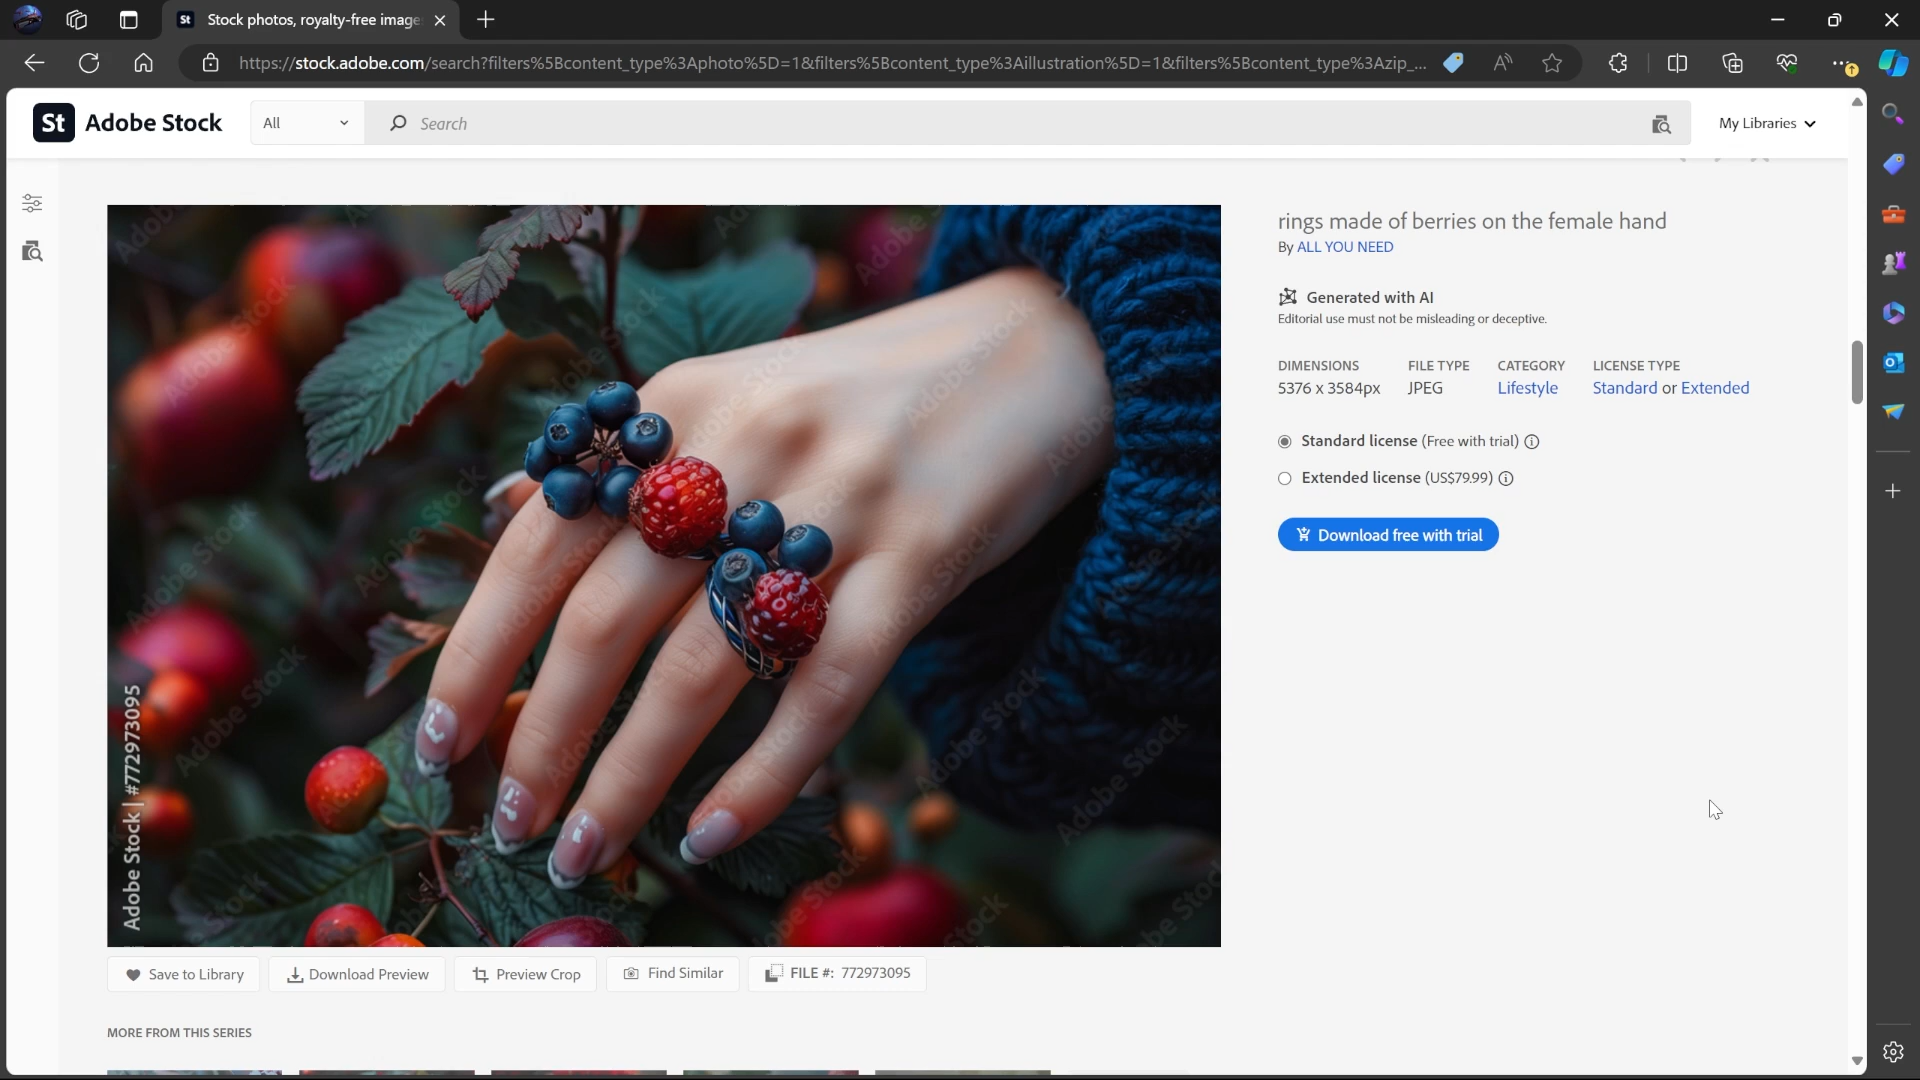 Stock photos, royalty-free image
https://stock.adobe.com/search?filters%5Bcontent_type%3Aphoto%5D=1&filters%5Bcontent_type%3Aillustration%5D=1&filters%5Bcontent_type%3Azip_...
St Adobe Stock
All
Search
My Libraries
rings made of berries on the female hand
By ALL YOU NEED
Generated with AI
Editorial use must not be misleading or deceptive.
DIMENSIONS FILE TYPE CATEGORY LICENSE TYPE
5376 x 3584px JPEG Lifestyle Standard or Extended
Standard license (Free with trial)
Extended license (US$79.99)
Download free with trial
Adobe Stock | #772973095
Save to Library Download Preview Preview Crop Find Similar FILE #: 772973095
MORE FROM THIS SERIES